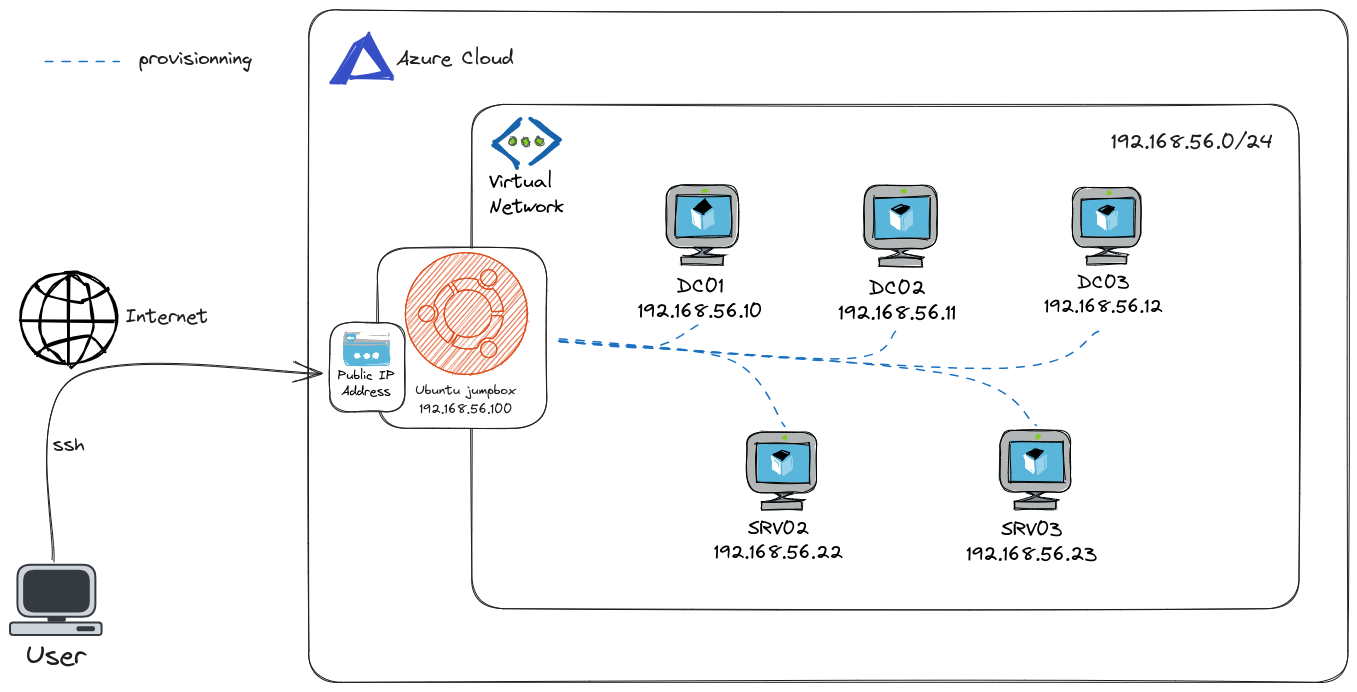 provisionning
Azure Cloud
192.168.56.0/24
Virtual
Network
DC01
192.168.56.10
DC02
192.168.56.11
DC03
192.168.56.12
Internet
Public IP
Address
Ubuntu jumpbox
192.168.56.100
ssh
SRV02
192.168.56.22
SRV03
192.168.56.23
User